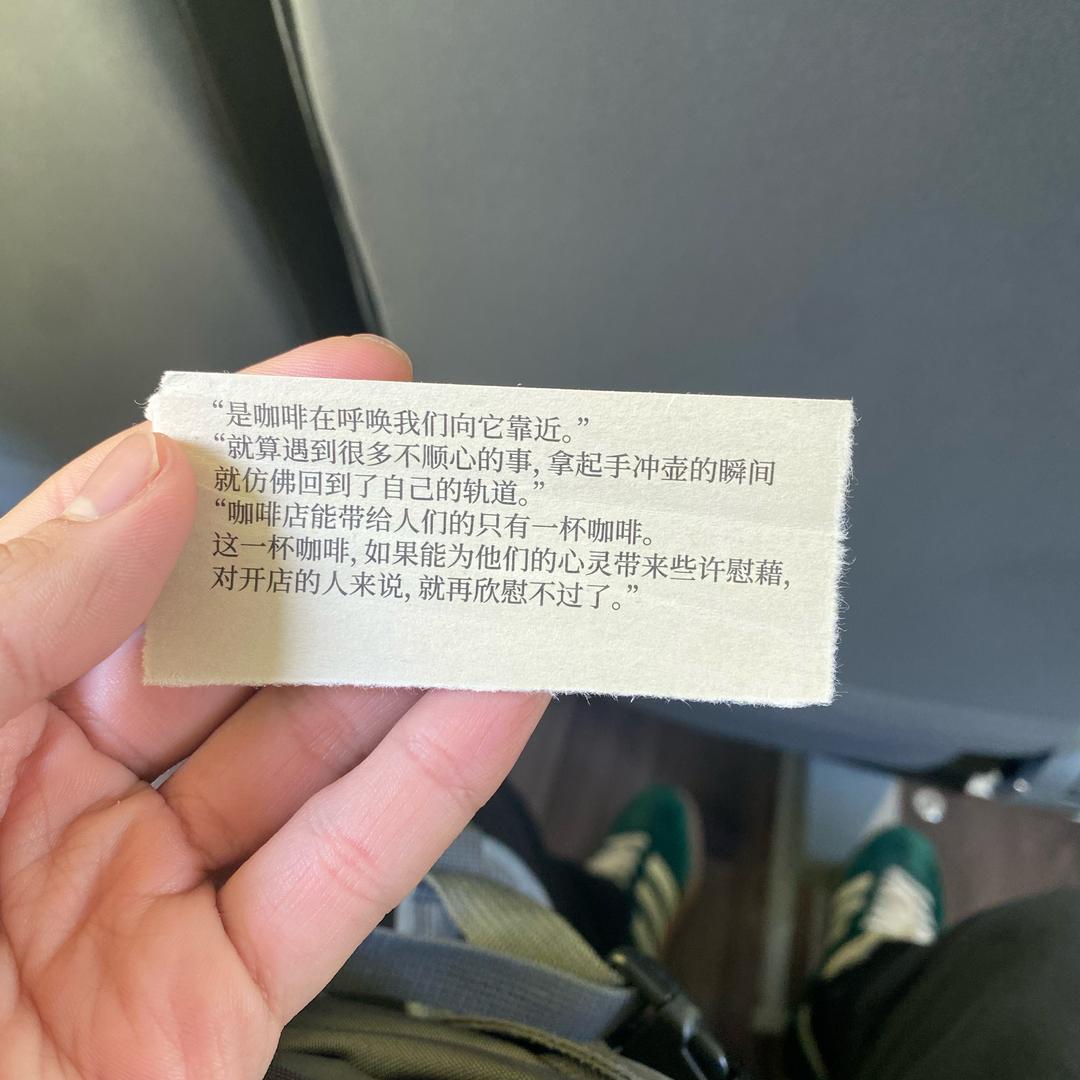 “是咖啡在呼唤我们向它靠近。”
“就算遇到很多不顺心的事, 拿起手冲壶的瞬间
就仿佛回到了自己的轨道。”
“咖啡店能带给人们的只有一杯咖啡。
这一杯咖啡, 如果能为他们的心灵带来些许慰藉,
对开店的人来说, 就再欣慰不过了。”